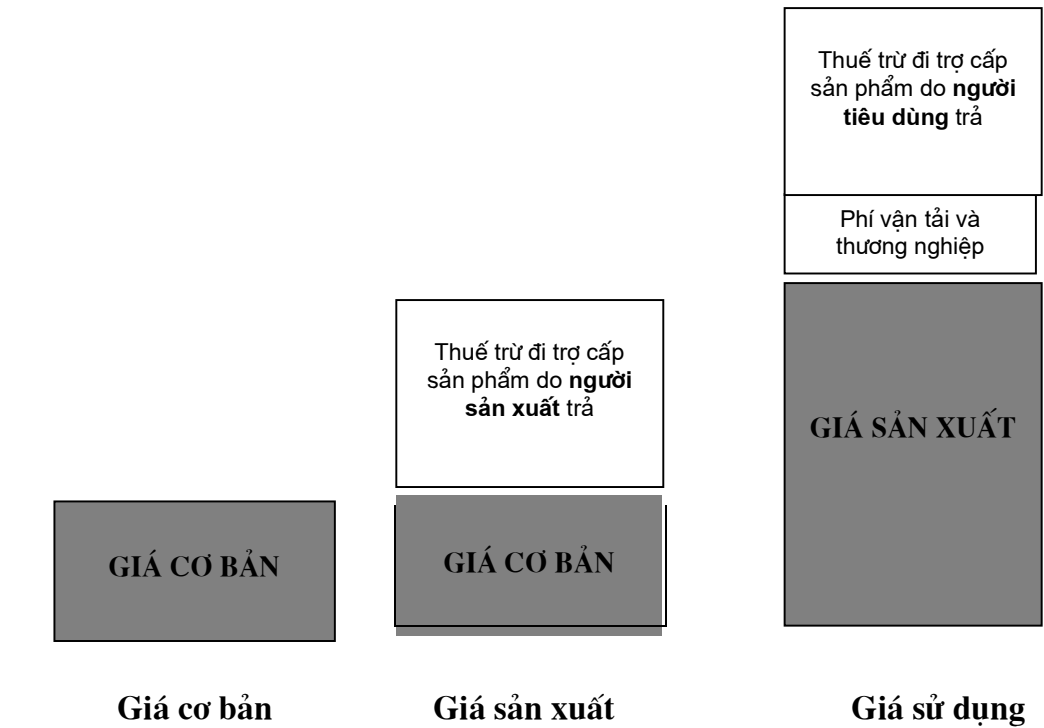 Thuế trừ đi trợ cấp
sản phẩm do người
tiêu dùng trả
Phí vận tải và
thương nghiệp
Thuế trừ đi trợ cấp
sản phẩm do người
sản xuất trả
GIÁ SẢN XUẤT
GIÁ CƠ BẢN
GIÁ CƠ BẢN
Giá cơ bản
Giá sản xuất
Giá sử dụng